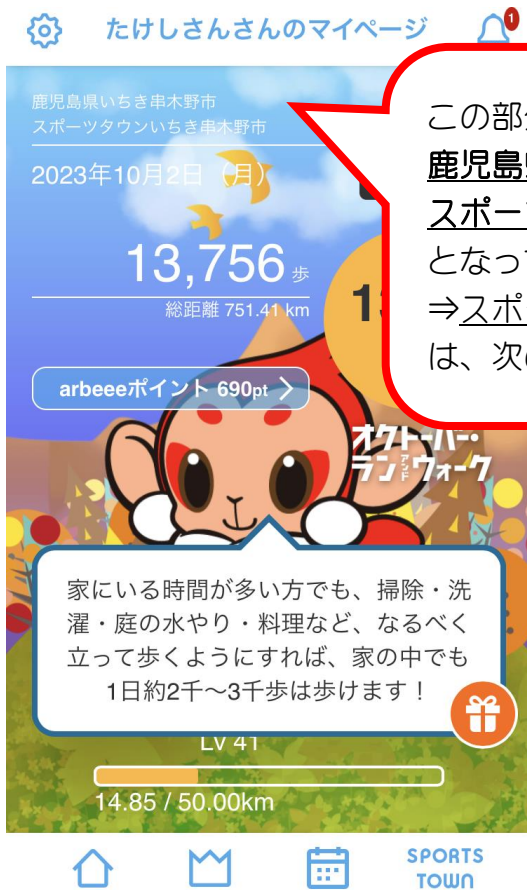 たけしさんさんのマイページ
1
鹿児島県いちき串木野市
スポーツタウンいちき串木野市
2023年10月2日（月）
13,756 歩
総距離 751.41 km
arbeeeポイント 690pt
この部
鹿児島
スポー
となっ
⇒スポ
は、次
オクトーバー・
ランアンドウォーク
家にいる時間が多い方でも、掃除・洗
濯・庭の水やり・料理など、なるべく
立って歩くようにすれば、家の中でも
1日約2千〜3千歩は歩けます！
LV 41
14.85 / 50.00km
SPORTS
TOWN